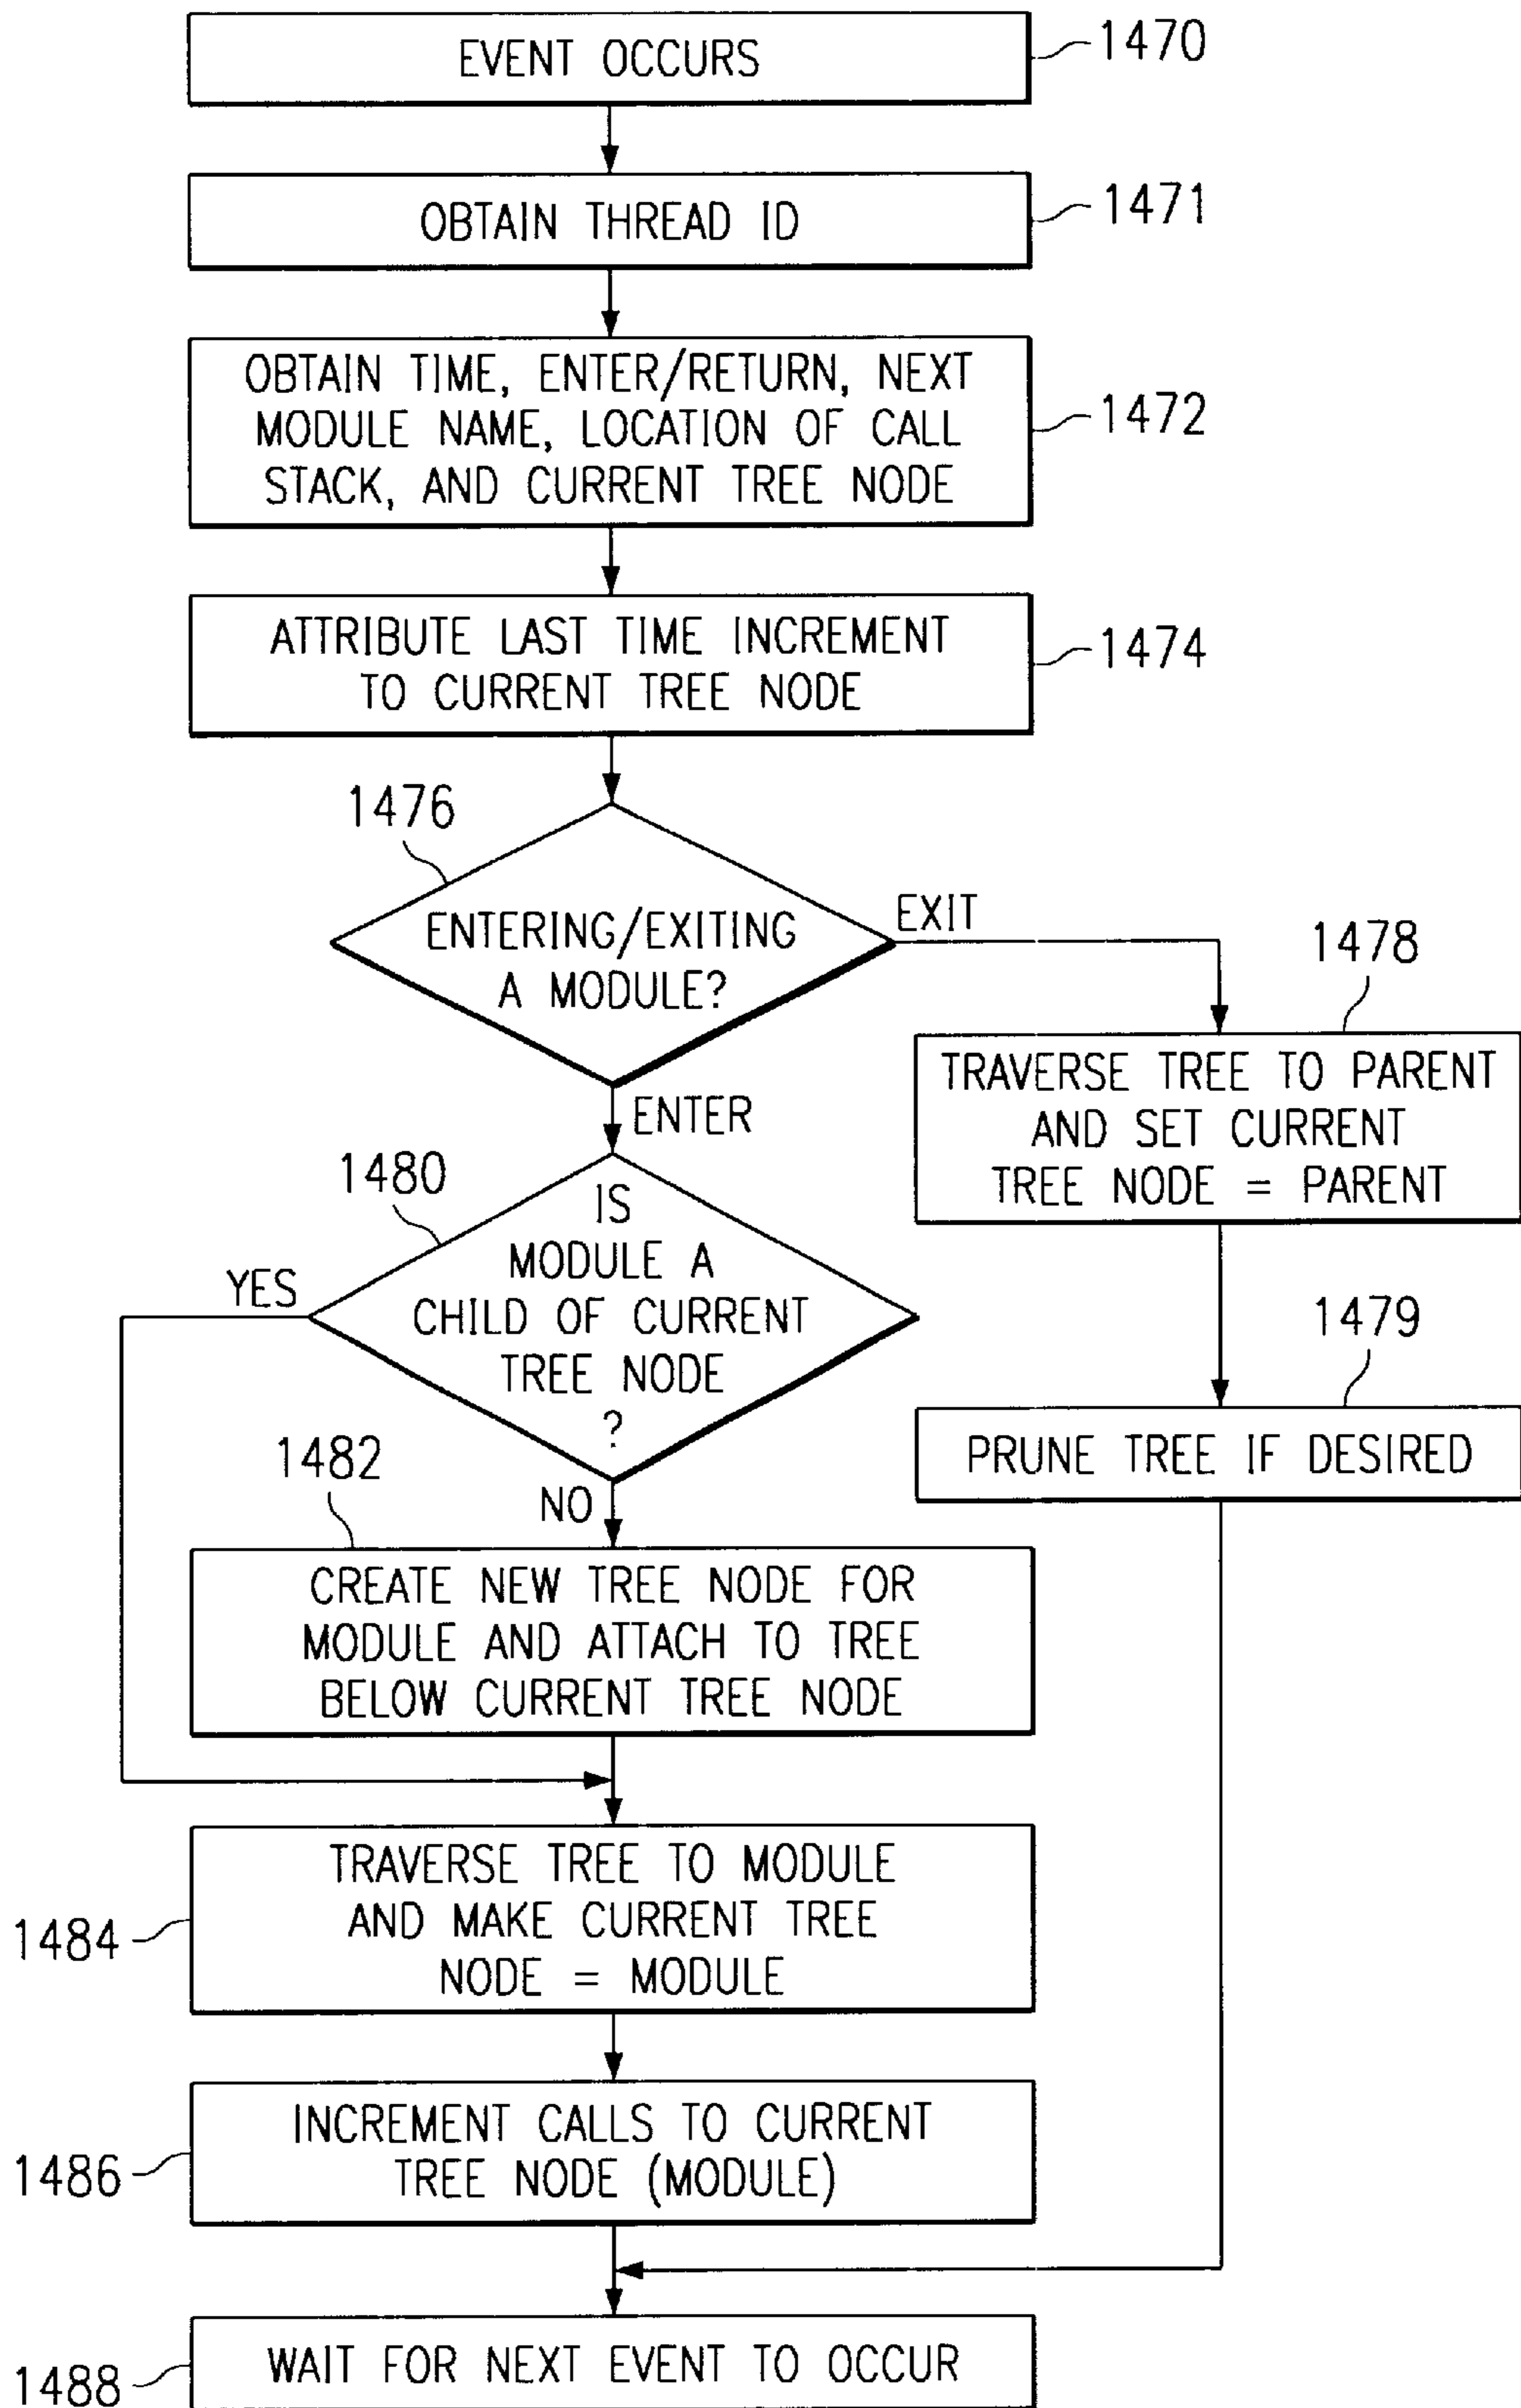 EVENT OCCURS
1470
OBTAIN THREAD ID
1471
OBTAIN TIME, ENTER/RETURN, NEXT
MODULE NAME, LOCATION OF CALL
STACK, AND CURRENT TREE NODE
1472
ATTRIBUTE LAST TIME INCREMENT
TO CURRENT TREE NODE
1474
1476
ENTERING/EXITING
A MODULE?
EXIT
1478
TRAVERSE TREE TO PARENT
AND SET CURRENT
TREE NODE = PARENT
1479
PRUNE TREE IF DESIRED
ENTER
1480
IS
MODULE A
CHILD OF CURRENT
TREE NODE
?
YES
NO
1482
CREATE NEW TREE NODE FOR
MODULE AND ATTACH TO TREE
BELOW CURRENT TREE NODE
TRAVERSE TREE TO MODULE
AND MAKE CURRENT TREE
NODE = MODULE
1484
INCREMENT CALLS TO CURRENT
TREE NODE (MODULE)
1486
WAIT FOR NEXT EVENT TO OCCUR
1488